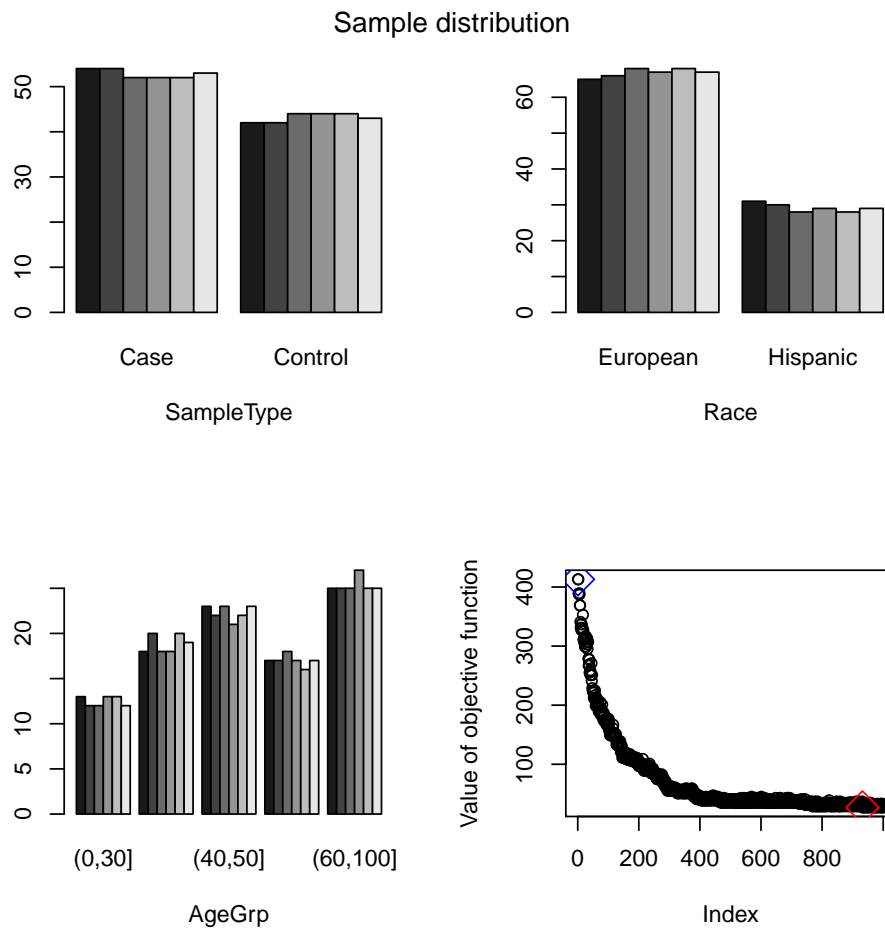 Sample distribution
0 10 30 50
Case Control
SampleType
0 20 40 60
European Hispanic
Race
0 5 10 20
(0,30] (40,50] (60,100]
AgeGrp
Value of objective function
100 200 300 400
0 200 400 600 800
Index